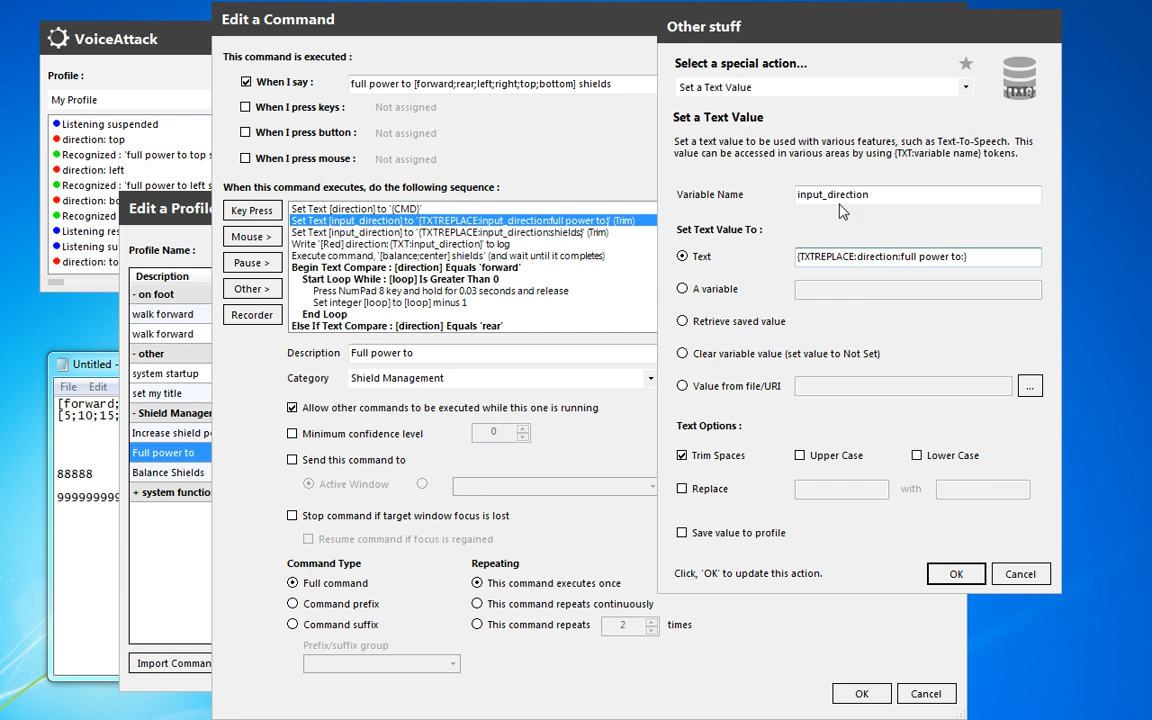 VoiceAttack
Profile :
My Profile
Listening suspended
direction: top
Recognized : 'full power to top s
direction: left
Recognized : 'full power to left s
direction: bo
Recognized
Listening res
Listening su
direction: to
Untitled -
File Edit
[forward;
[5;10;15;
88888
999999999
Edit a Profil
Profile Name :
Description
- on foot
walk forward
walk forward
- other
system startup
set my title
- Shield Manager
Increase shield po
Full power to
Balance Shields
+ system functio
Import Comman
Edit a Command
This command is executed :
When I say : full power to [forward;rear;left;right;top;bottom] shields
When I press keys : Not assigned
When I press button : Not assigned
When I press mouse : Not assigned
When this command executes, do the following sequence :
Key Press
Mouse >
Pause >
Other >
Recorder
Set Text [direction] to '{CMD}'
Set Text [input_direction] to '{TXTREPLACE:input_direction:full power to:}' (Trim)
Set Text [input_direction] to '{TXTREPLACE:input_direction:shields:}' (Trim)
Write '[Red] direction: {TXT:input_direction}' to log
Execute command, '[balance;center] shields' (and wait until it completes)
Begin Text Compare : [direction] Equals 'forward'
Start Loop While : [loop] Is Greater Than 0
Press NumPad 8 key and hold for 0.03 seconds and release
Set integer [loop] to [loop] minus 1
End Loop
Else If Text Compare : [direction] Equals 'rear'
Description Full power to
Category Shield Management
Allow other commands to be executed while this one is running
Minimum confidence level 0
Send this command to
Active Window
Stop command if target window focus is lost
Resume command if focus is regained
Command Type
Full command
Command prefix
Command suffix
Prefix/suffix group
Repeating
This command executes once
This command repeats continuously
This command repeats 2 times
OK Cancel
Other stuff
Select a special action...
Set a Text Value
{TXT:}
Set a Text Value
Set a text value to be used with various features, such as Text-To-Speech. This
value can be accessed in various areas by using {TXT:variable name} tokens.
Variable Name input_direction
Set Text Value To :
Text {TXTREPLACE:direction:full power to:}
A variable
Retrieve saved value
Clear variable value (set value to Not Set)
Value from file/URI ...
Text Options :
Trim Spaces Upper Case Lower Case
Replace with
Save value to profile
Click, 'OK' to update this action. OK Cancel